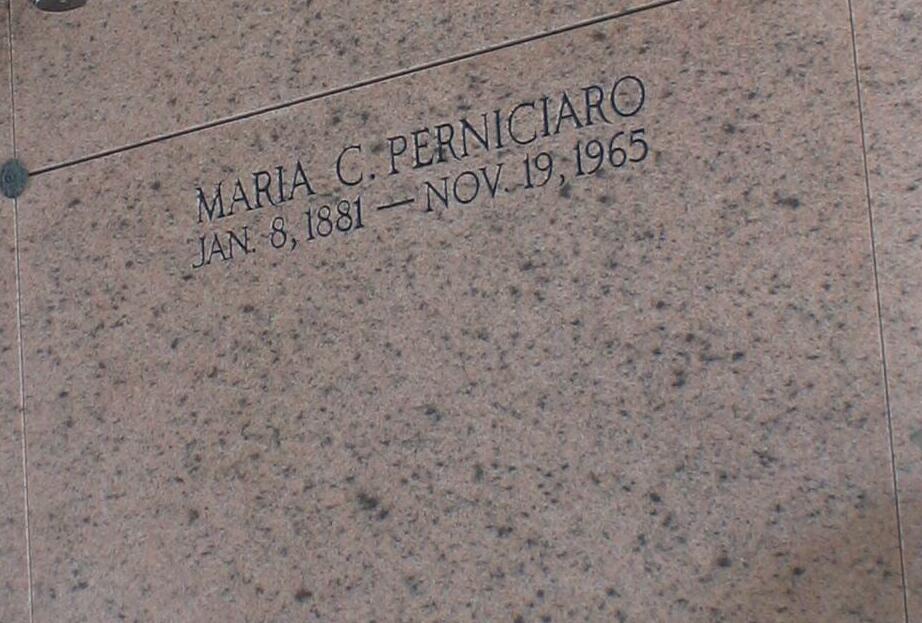 MARIA C. PERNICIARO
JAN. 8, 1881 — NOV. 19, 1965